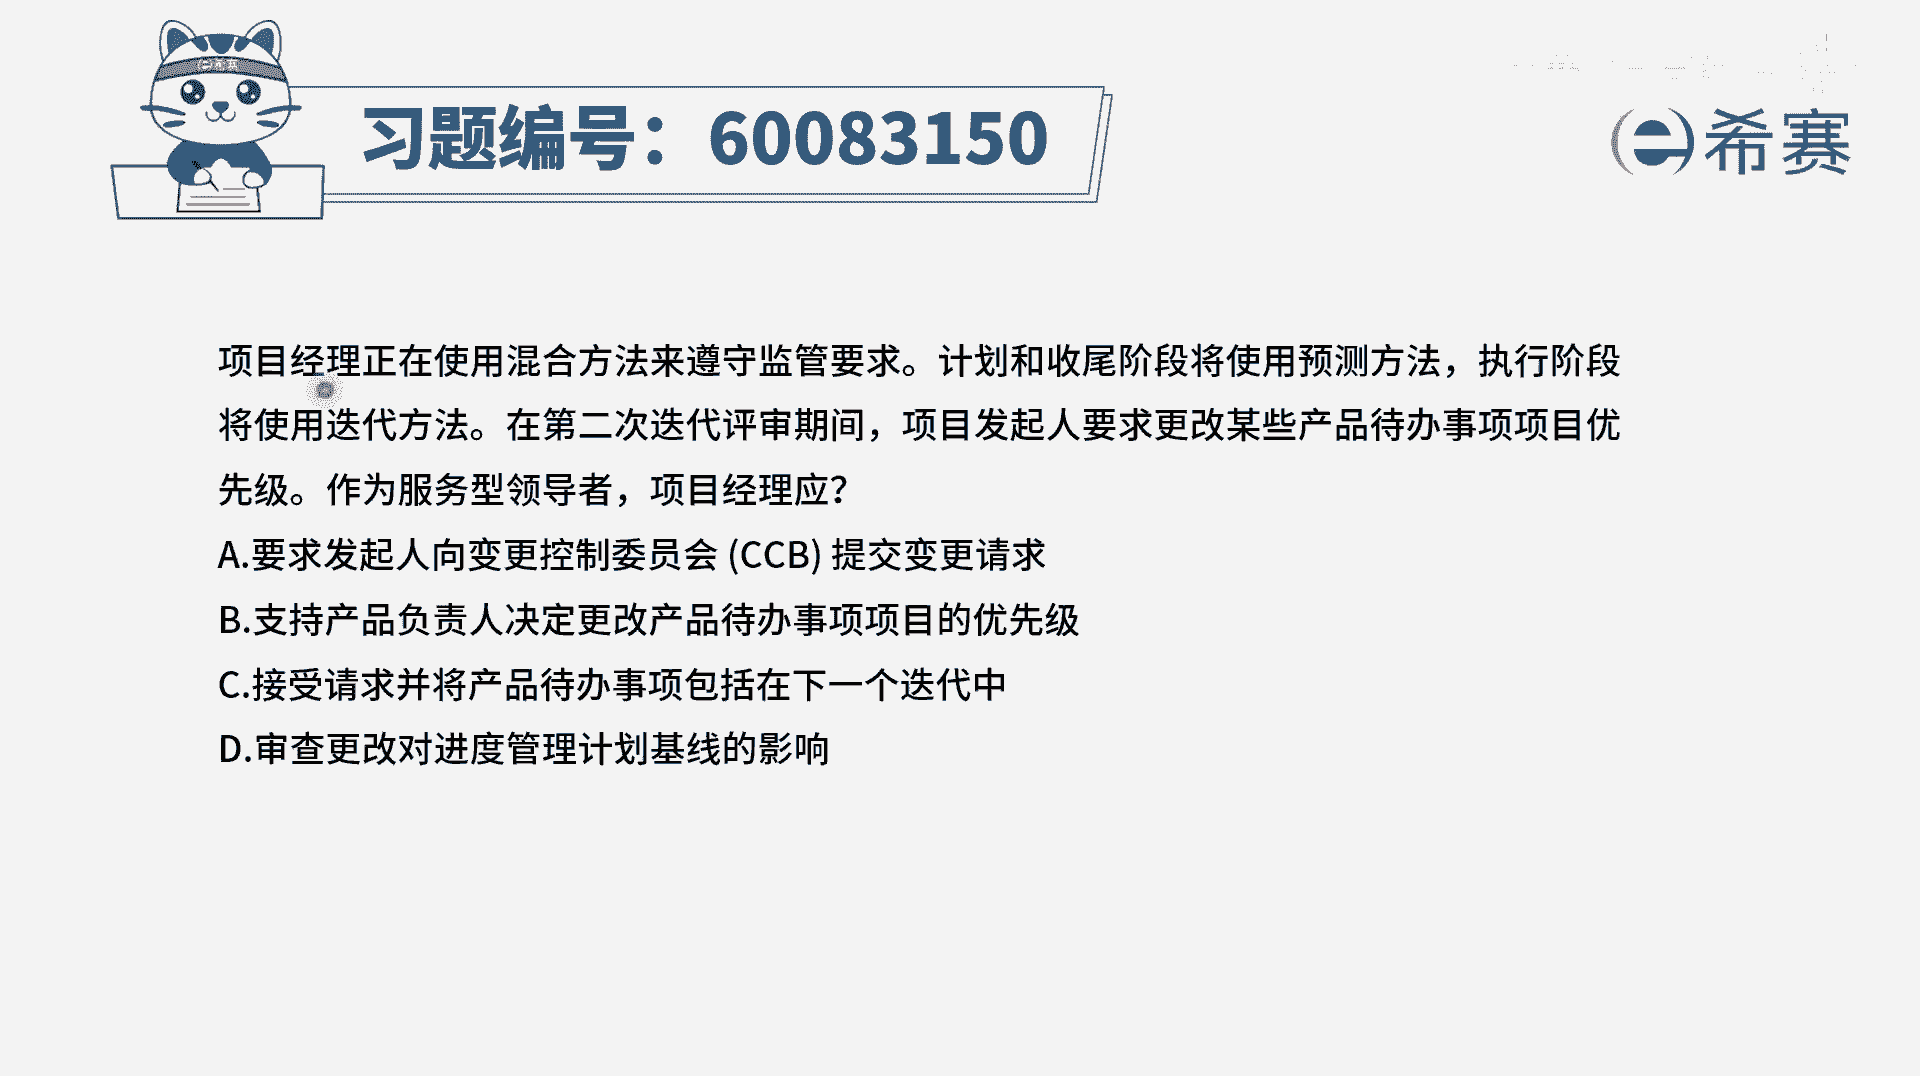 习题编号：60083150
希赛
项目经理正在使用混合方法来遵守监管要求。计划和收尾阶段将使用预测方法，执行阶段
将使用迭代方法。在第二次迭代评审期间，项目发起人要求更改某些产品待办事项项目优
先级。作为服务型领导者，项目经理应？
A.要求发起人向变更控制委员会 (CCB) 提交变更请求
B.支持产品负责人决定更改产品待办事项项目的优先级
C.接受请求并将产品待办事项包括在下一个迭代中
D.审查更改对进度管理计划基线的影响